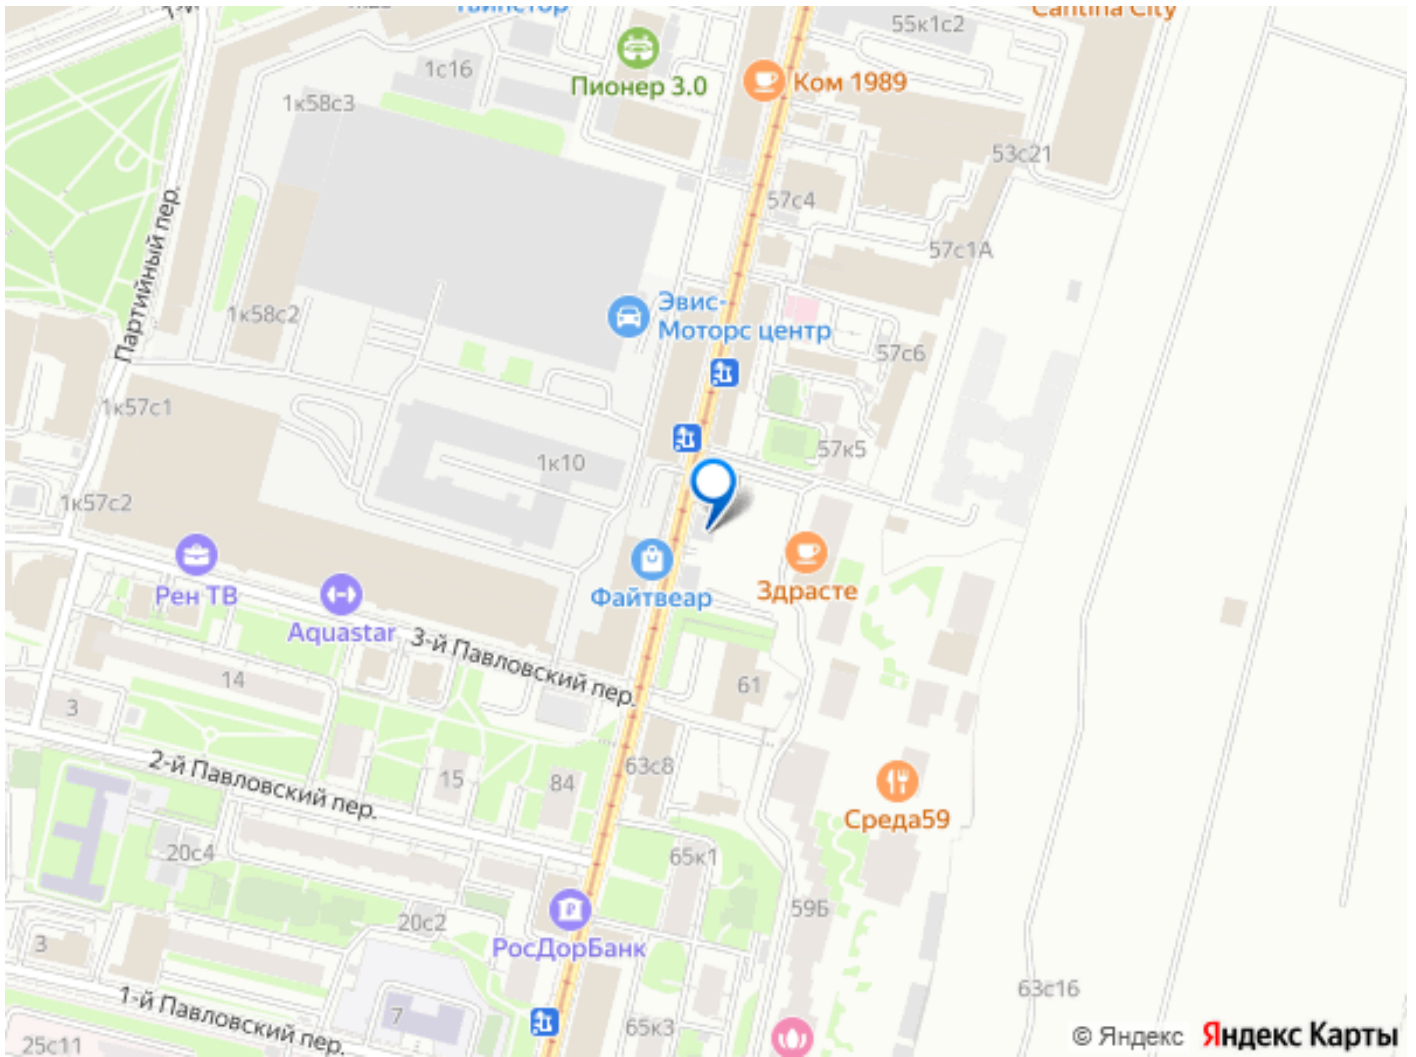 Cantina City
55к1с2
1с16
Пионер 3.0
Ком 1989
1к58с3
53с21
57с4
Партийный пер.
57с1А
1к58с2
Эвис-
Моторс центр
57с6
1к57с1
57к5
1к10
1к57с2
Рен ТВ
Файтвеар
Здрасте
Aquastar
3-й Павловский пер.
14
61
3
2-й Павловский пер.
15
84
63с8
Среда59
20с4
65к1
59Б
20с2
РосДорБанк
3
63с16
1-й Павловский пер.
7
65к3
25с11
© Яндекс Яндекс Карты